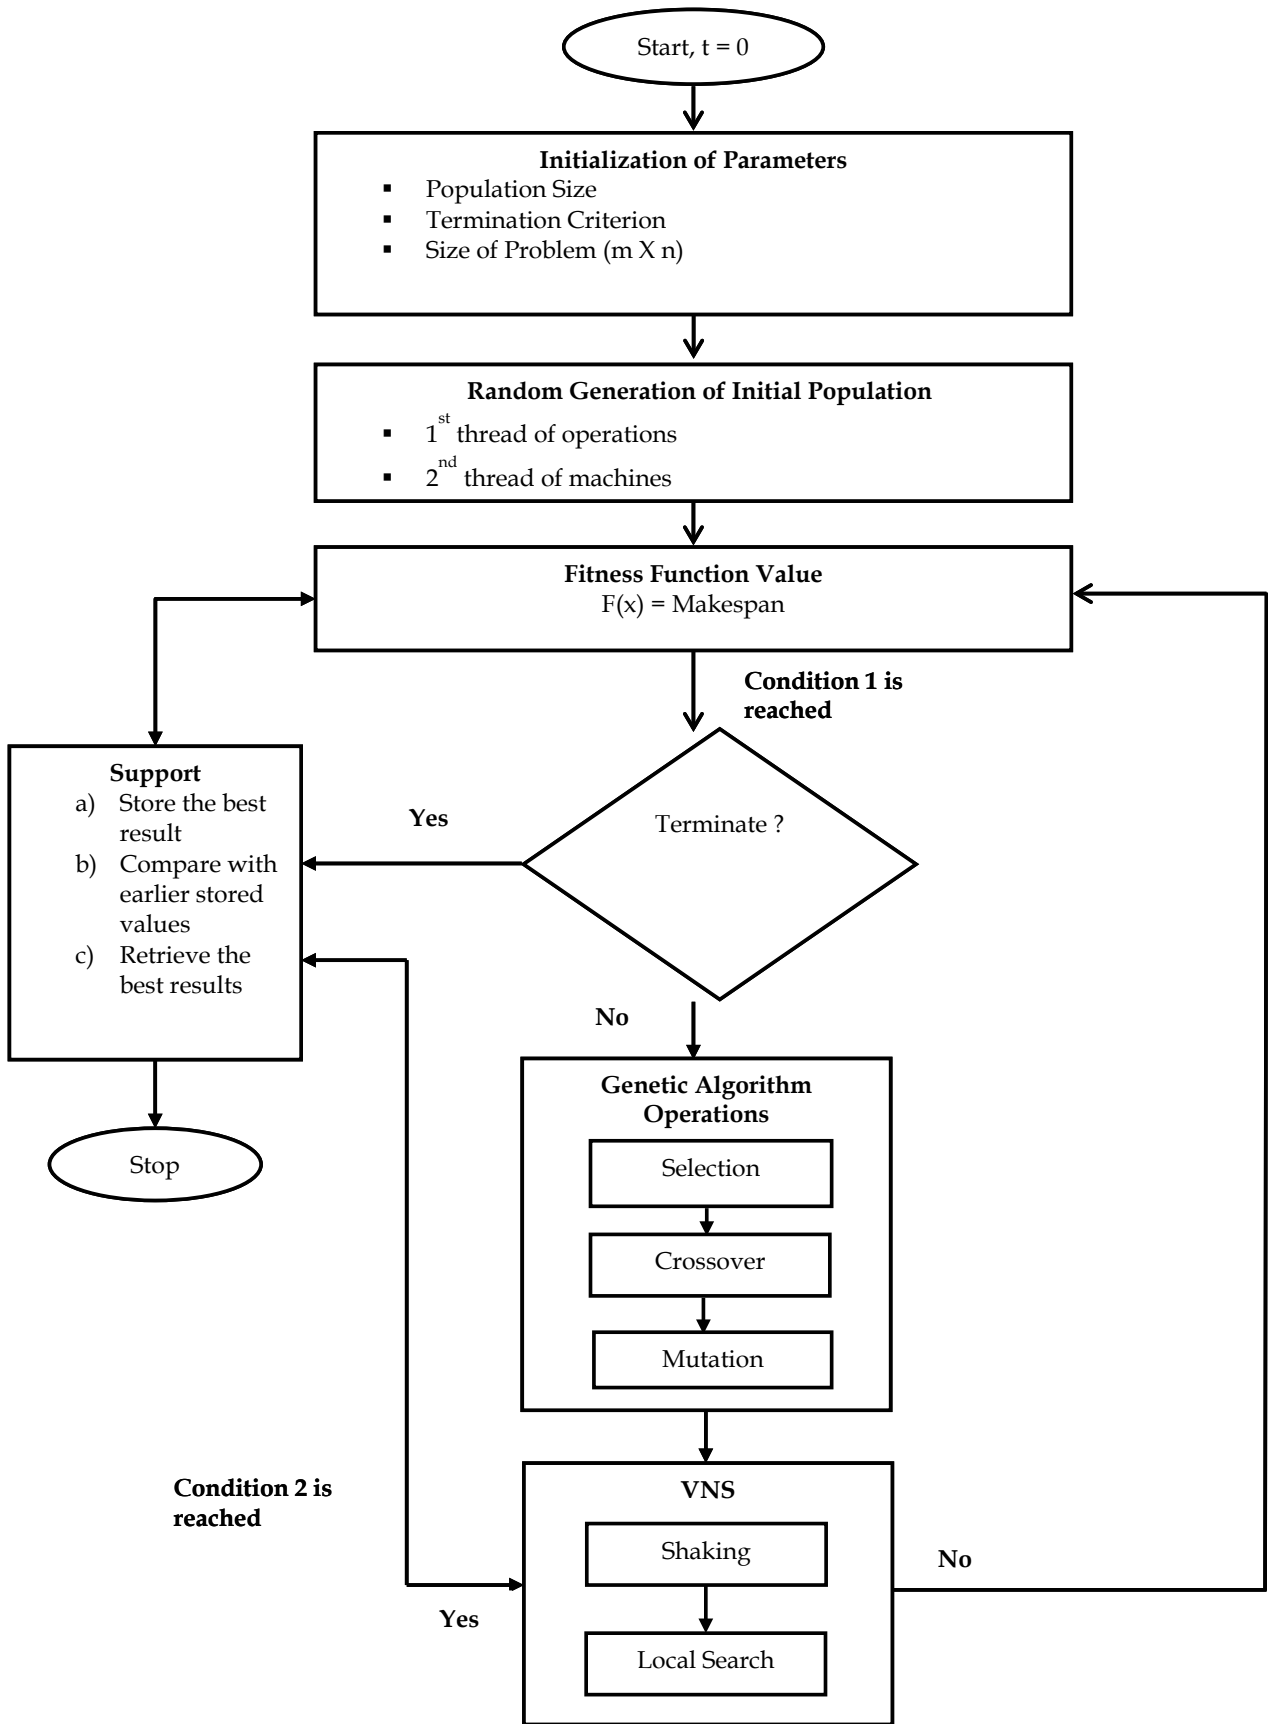 Start, t = 0
Initialization of Parameters
▪ Population Size
▪ Termination Criterion
▪ Size of Problem (m X n)
Random Generation of Initial Population
▪ 1st thread of operations
▪ 2nd thread of machines
Fitness Function Value
F(x) = Makespan
Condition 1 is
reached
Support
a) Store the best
result
b) Compare with
earlier stored
values
c) Retrieve the
best results
Yes
Terminate ?
No
Stop
Genetic Algorithm
Operations
Selection
Crossover
Mutation
Condition 2 is
reached
Yes
VNS
Shaking
Local Search
No